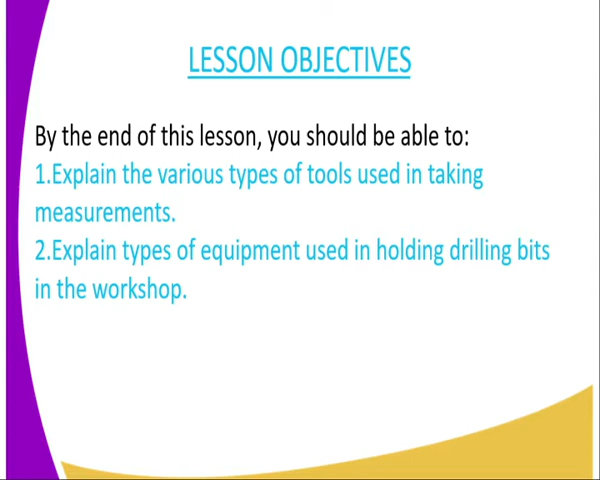 LESSON OBJECTIVES
By the end of this lesson, you should be able to:
1.Explain the various types of tools used in taking
measurements.
2.Explain types of equipment used in holding drilling bits
in the workshop.